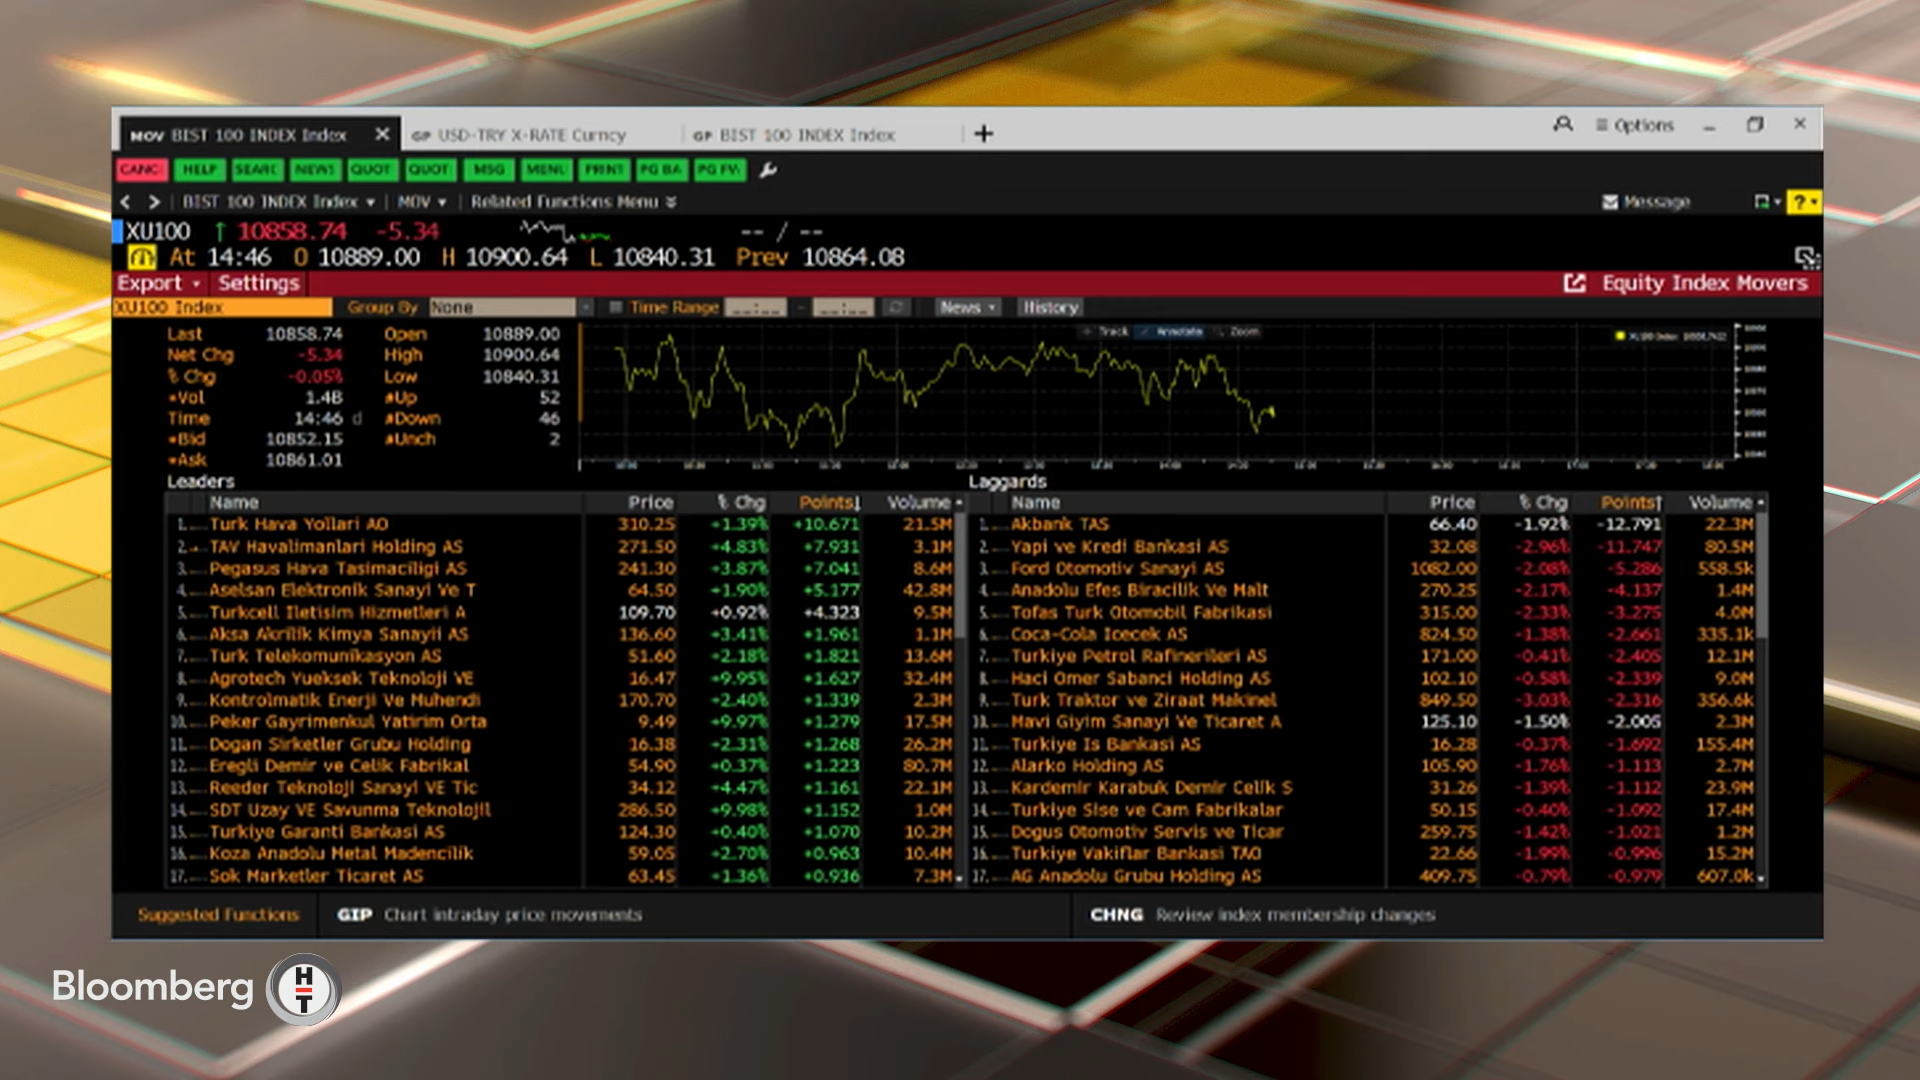 MOV BIST 100 INDEX Index × GP USD-TRY X-RATE Curncy GP BIST 100 INDEX Index + Options
CANC HELP SEARC NEWS QUOT QUOT MSG MENU PRINT PG BA PG FW
BIST 100 INDEX Index MOV Related Functions Menu Message ?
XU100 ↑ 10858.74 -5.34 -- / --
At 14:46 O 10889.00 H 10900.64 L 10840.31 Prev 10864.08
Export Settings Equity Index Movers
XU100 Index Group By None Time Range News History
Track Annotate Zoom
Last 10858.74 Open 10889.00
Net Chg -5.34 High 10900.64
% Chg -0.05% Low 10840.31
Vol 1.4B #Up 52
Time 14:46 d #Down 46
Bid 10852.15 #Unch 2
Ask 10861.01
Leaders Laggards
Name Price % Chg Points↓ Volume Name Price % Chg Points↑ Volume
1. Turk Hava Yollari AO 310.25 +1.39% +10.671 21.5M 1. Akbank TAS 66.40 -1.92% -12.791 22.3M
2. TAV Havalimanlari Holding AS 271.50 +4.83% +7.931 3.1M 2. Yapi ve Kredi Bankasi AS 32.08 -2.96% -11.747 80.5M
3. Pegasus Hava Tasimaciligi AS 241.30 +3.87% +7.041 8.6M 3. Ford Otomotiv Sanayi AS 1082.00 -2.08% -5.286 558.5k
4. Aselsan Elektronik Sanayi Ve T 64.50 +1.90% +5.177 42.8M 4. Anadolu Efes Biracilik Ve Malt 270.25 -2.17% -4.137 1.4M
5. Turkcell Iletisim Hizmetleri A 109.70 +0.92% +4.323 9.5M 5. Tofas Turk Otomobil Fabrikasi 315.00 -2.33% -3.275 4.0M
6. Aksa Akrilik Kimya Sanayii AS 136.60 +3.41% +1.961 1.1M 6. Coca-Cola Icecek AS 824.50 -1.38% -2.661 335.1k
7. Turk Telekomunikasyon AS 51.60 +2.18% +1.821 13.6M 7. Turkiye Petrol Rafinerileri AS 171.00 -0.41% -2.405 12.1M
8. Agrotech Yueksek Teknoloji VE 16.47 +9.95% +1.627 32.4M 8. Haci Omer Sabanci Holding AS 102.10 -0.58% -2.339 9.0M
9. Kontrolmatik Enerji Ve Muhendi 170.70 +2.40% +1.339 2.3M 9. Turk Traktor ve Ziraat Makinel 849.50 -3.03% -2.316 356.6k
10. Peker Gayrimenkul Yatirim Orta 9.49 +9.97% +1.279 17.5M 10. Mavi Giyim Sanayi Ve Ticaret A 125.10 -1.50% -2.005 2.3M
11. Dogan Sirketler Grubu Holding 16.38 +2.31% +1.268 26.2M 11. Turkiye Is Bankasi AS 16.28 -0.37% -1.692 155.4M
12. Eregli Demir ve Celik Fabrikal 54.90 +0.37% +1.223 80.7M 12. Alarko Holding AS 105.90 -1.76% -1.113 2.7M
13. Reeder Teknoloji Sanayi VE Tic 34.12 +4.47% +1.161 22.1M 13. Kardemir Karabuk Demir Celik S 31.26 -1.39% -1.112 23.9M
14. SDT Uzay VE Savunma Teknolojil 286.50 +9.98% +1.152 1.0M 14. Turkiye Sise ve Cam Fabrikalar 50.15 -0.40% -1.092 17.4M
15. Turkiye Garanti Bankasi AS 124.30 +0.40% +1.070 10.2M 15. Dogus Otomotiv Servis ve Ticar 259.75 -1.42% -1.021 1.2M
16. Koza Anadolu Metal Madencilik 59.05 +2.70% +0.963 10.4M 16. Turkiye Vakiflar Bankasi TAO 22.66 -1.99% -0.996 15.2M
17. Sok Marketler Ticaret AS 63.45 +1.36% +0.936 7.3M 17. AG Anadolu Grubu Holding AS 409.75 -0.79% -0.979 607.0k
Suggested Functions GIP Chart intraday price movements CHNG Review index membership changes
Bloomberg HT